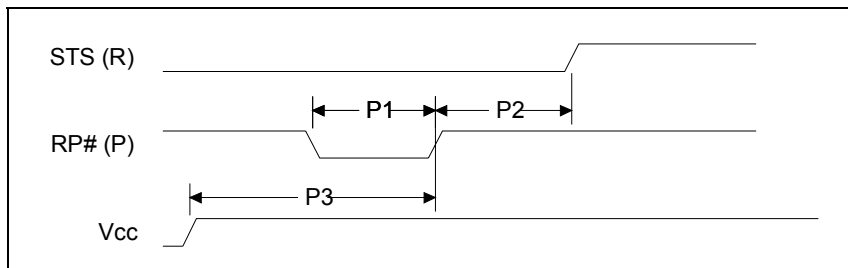 STS (R)
P1 P2
RP# (P)
P3
Vcc